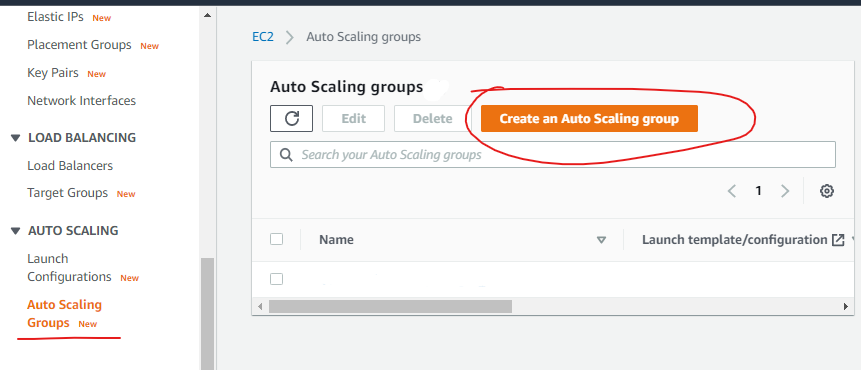 Elastic IPs New
Placement Groups New
Key Pairs New
Network Interfaces
LOAD BALANCING
Load Balancers
Target Groups New
AUTO SCALING
Launch
Configurations New
Auto Scaling
Groups New
EC2 > Auto Scaling groups
Auto Scaling groups
Edit Delete Create an Auto Scaling group
Search your Auto Scaling groups
1
Name Launch template/configuration